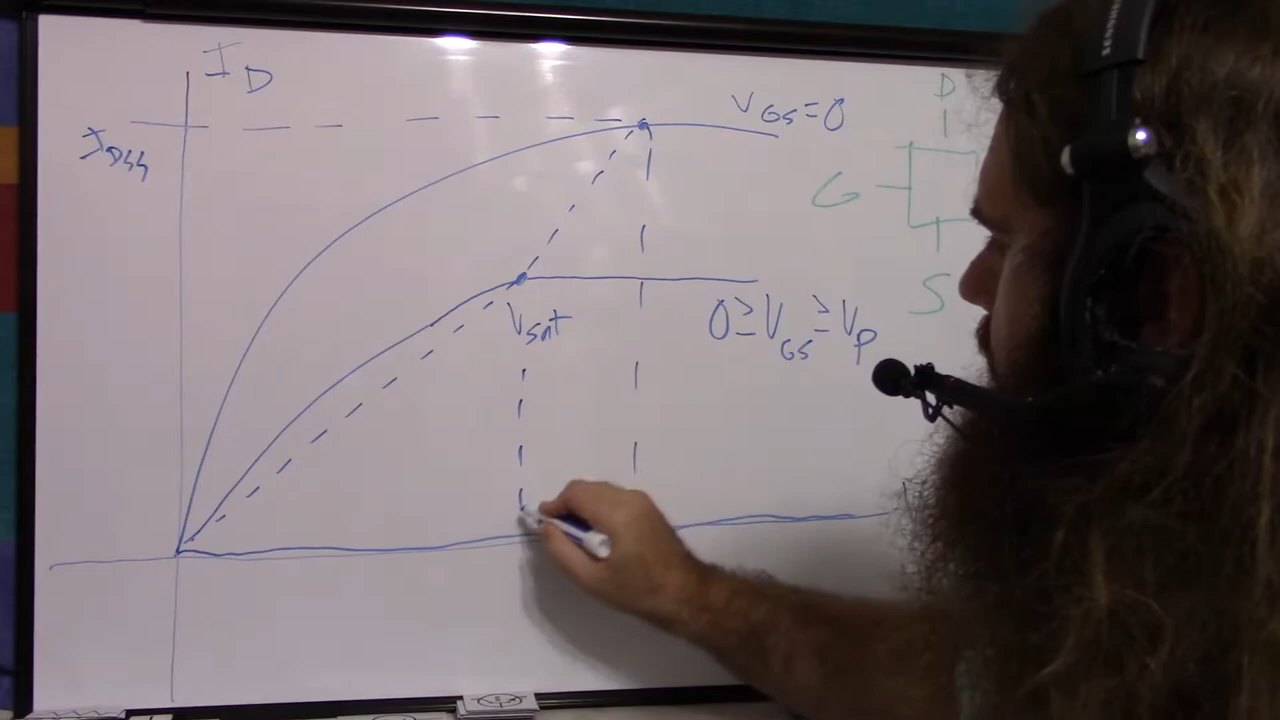 I_D
I_DSS
V_GS=0
V_sat
0≥V_GS≥V_P
D
G
S